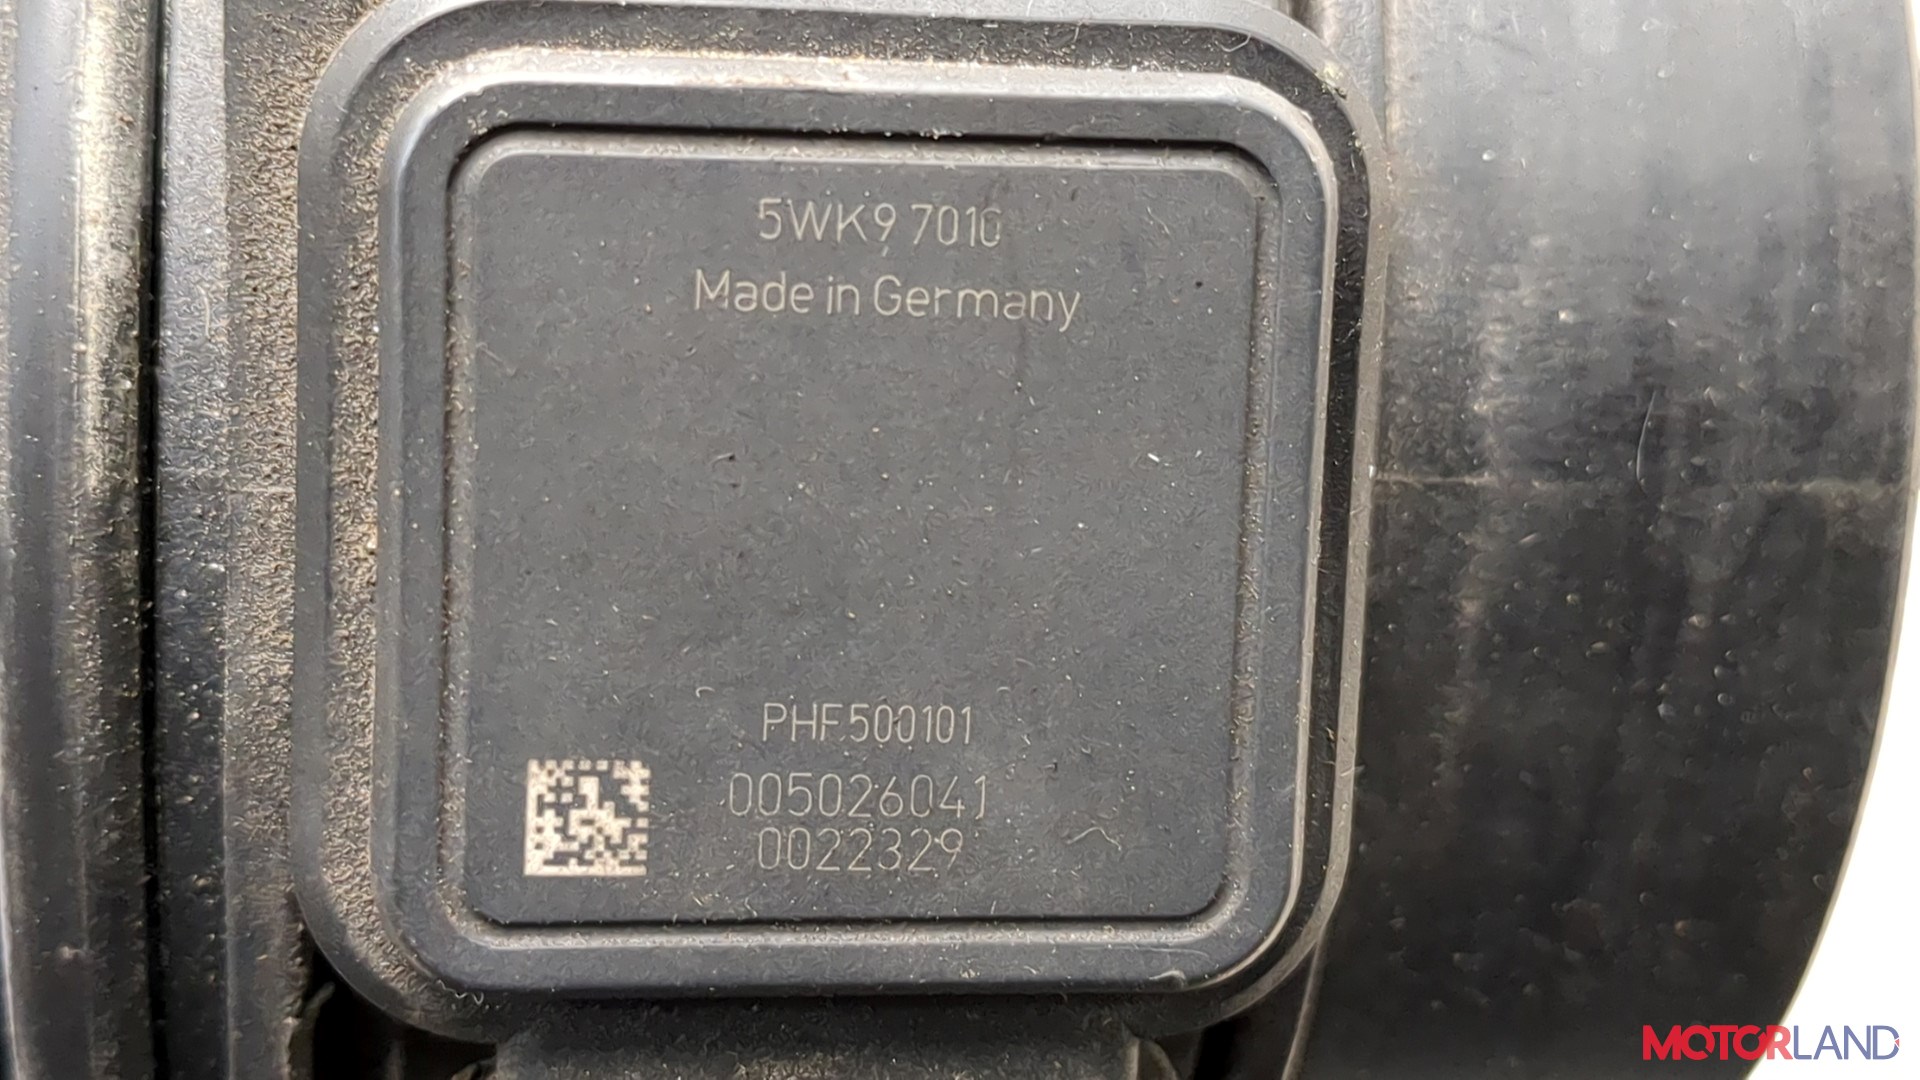 5WK9 7010
Made in Germany
PHF500101
005026041
0022329
MOTORLAND